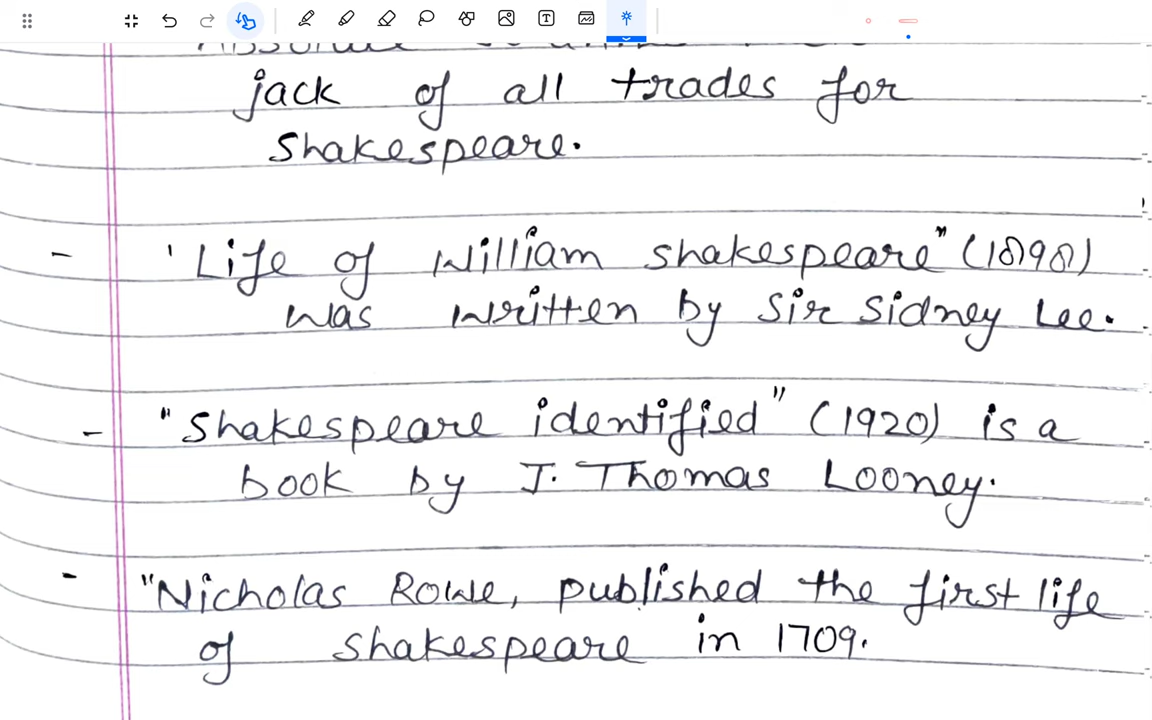 jack of all trades for
Shakespeare.
- 'Life of William Shakespeare" (1898)
was written by Sir Sidney Lee.
- "Shakespeare identified" (1920) is a
book by J. Thomas Looney.
- "Nicholas Rowe, published the first life
of Shakespeare in 1709.